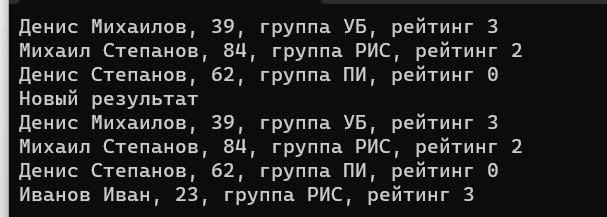 Денис Михаилов, 39, группа УБ, рейтинг 3
Михаил Степанов, 84, группа РИС, рейтинг 2
Денис Степанов, 62, группа ПИ, рейтинг 0
Новый результат
Денис Михаилов, 39, группа УБ, рейтинг 3
Михаил Степанов, 84, группа РИС, рейтинг 2
Денис Степанов, 62, группа ПИ, рейтинг 0
Иванов Иван, 23, группа РИС, рейтинг 3